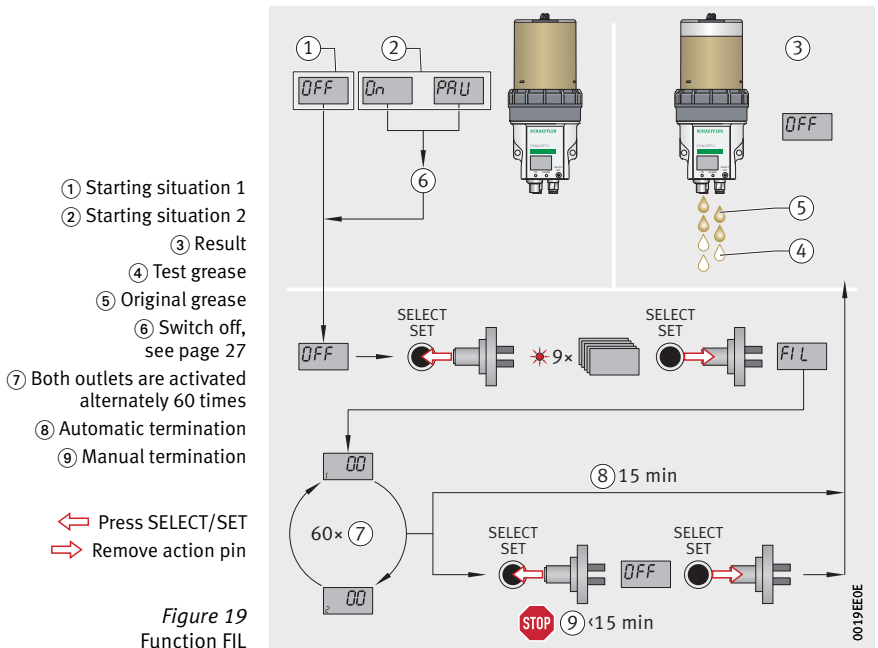 ① Starting situation 1
② Starting situation 2
③ Result
④ Test grease
⑤ Original grease
⑥ Switch off,
see page 27
⑦ Both outlets are activated
alternately 60 times
⑧ Automatic termination
⑨ Manual termination
Press SELECT/SET
Remove action pin
Figure 19
Function FIL
① ②
OFF On PAU
⑥
SCHAEFFLER
CONCEPT8
③
OFF
SCHAEFFLER
CONCEPT8
⑤
④
OFF
SELECT
SET
9×
SELECT
SET
FIL
1 00
60× ⑦
2 00
⑧ 15 min
SELECT
SET
OFF
SELECT
SET
STOP ⑨ <15 min
0019EE0E